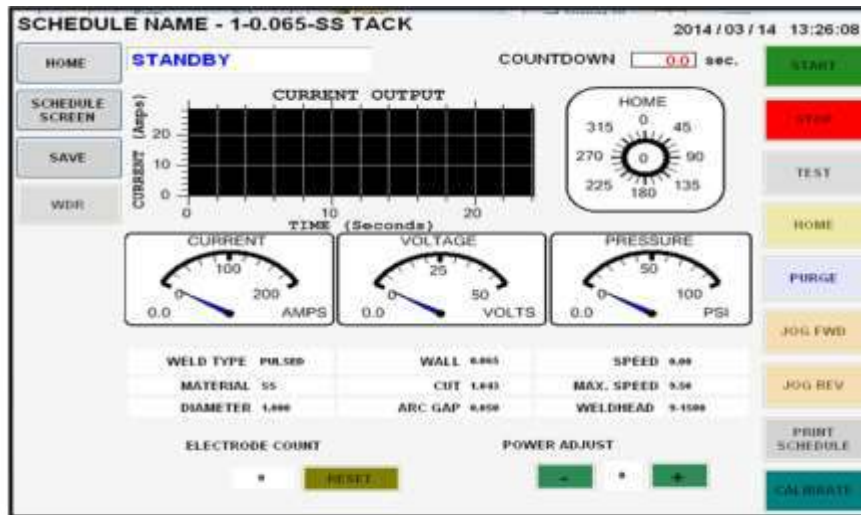 SCHEDULE NAME - 1-0.065-SS TACK
2014 / 03 / 14 13:26:08
HOME
STANDBY
COUNTDOWN 0.0 sec.
START
SCHEDULE
SCREEN
SAVE
WDR
CURRENT OUTPUT
CURRENT (Amps)
20
10
0
0 10 20
TIME (Seconds)
HOME
0
315 45
270 0 90
225 135
180
STOP
TEST
HOME
PURGE
JOG FWD
JOG REV
PRINT
SCHEDULE
CALIBRATE
CURRENT
100
0 200
0.0 AMPS
VOLTAGE
25
0 50
0.0 VOLTS
PRESSURE
50
0 100
0.0 PSI
WELD TYPE PULSED WALL 0.065 SPEED 0.00
MATERIAL SS CUT MAX. SPEED 9.50
DIAMETER 1.000 ARC GAP 0.050 WELDHEAD 9-1500
ELECTRODE COUNT
RESET
POWER ADJUST
- +